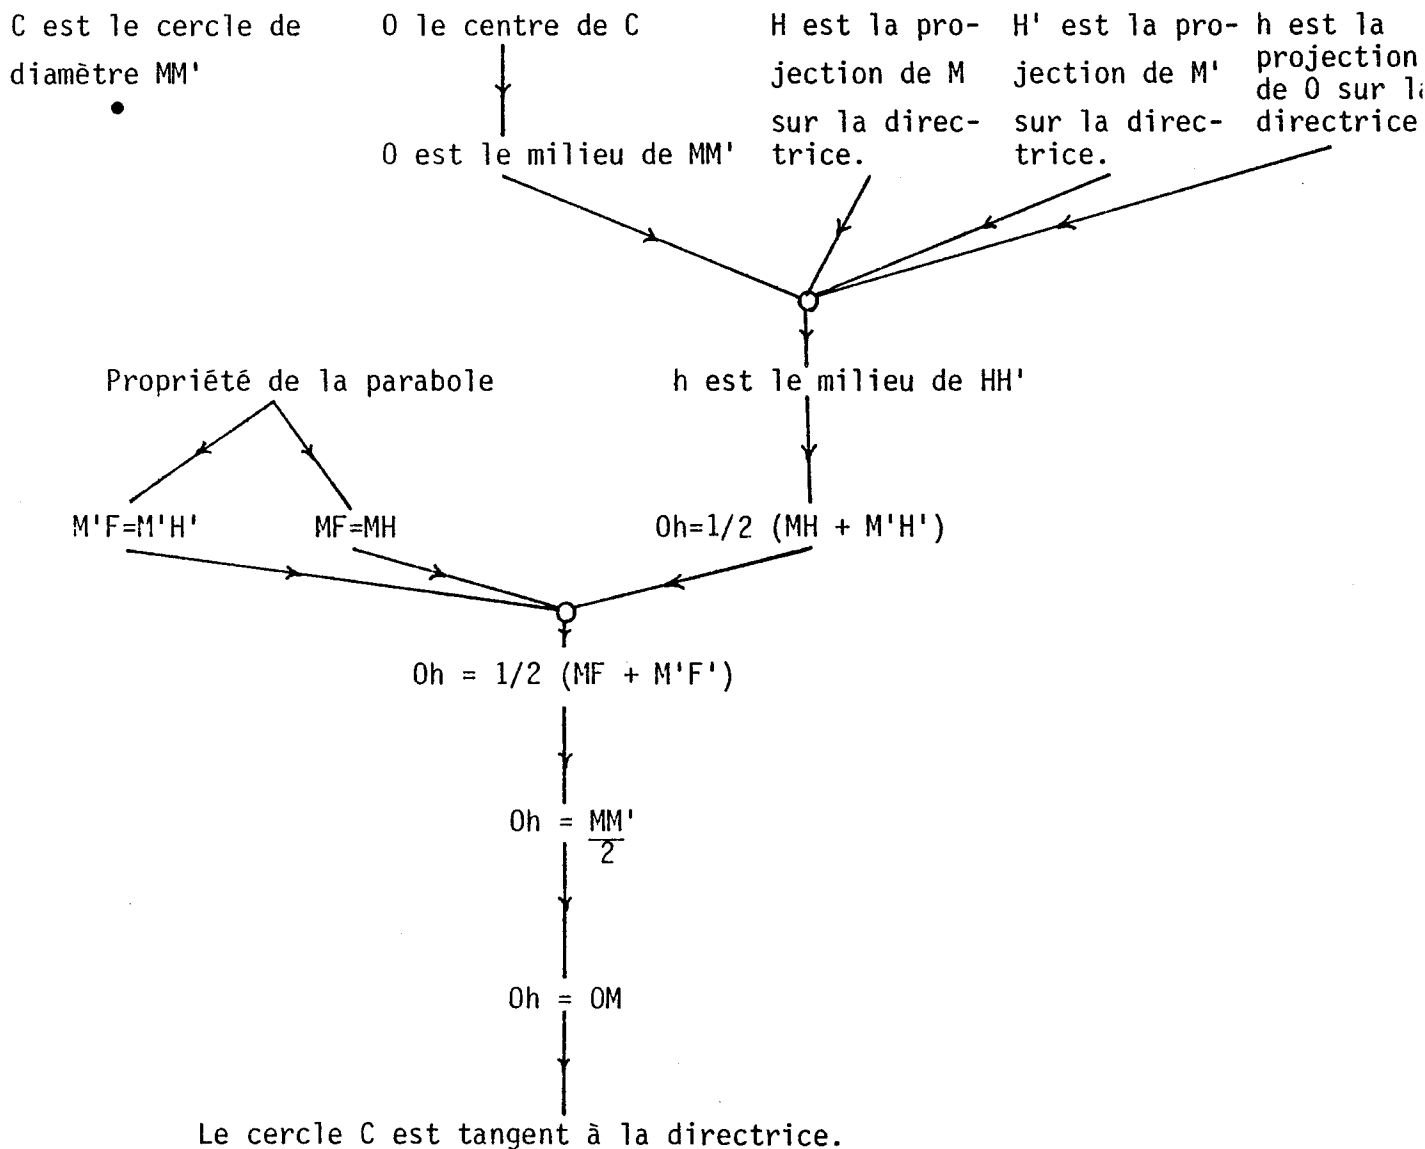 C est le cercle de
diamètre MM'
O le centre de C
O est le milieu de MM'
H est la pro-
jection de M
sur la direc-
trice.
H' est la pro-
jection de M'
sur la direc-
trice.
h est la
projection
de O sur la
directrice
Propriété de la parabole
h est le milieu de HH'
M'F=M'H'
MF=MH
Oh=1/2 (MH + M'H')
Oh = 1/2 (MF + M'F')
Oh = MM'
2
Oh = OM
Le cercle C est tangent à la directrice.